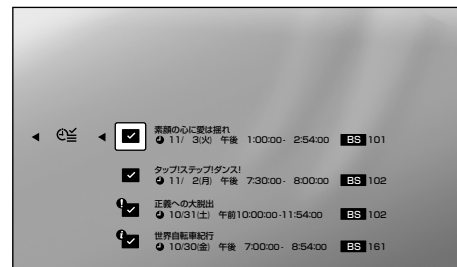 素顔の心に愛は揺れ
11/ 3(火) 午後 1:00:00- 2:54:00 BS 101
タップ!ステップ!ダンス!
11/ 2(月) 午後 7:30:00- 8:00:00 BS 102
正義への大脱出
10/31(土) 午前10:00:00-11:54:00 BS 102
世界自転車紀行
10/30(金) 午後 7:00:00- 8:54:00 BS 161